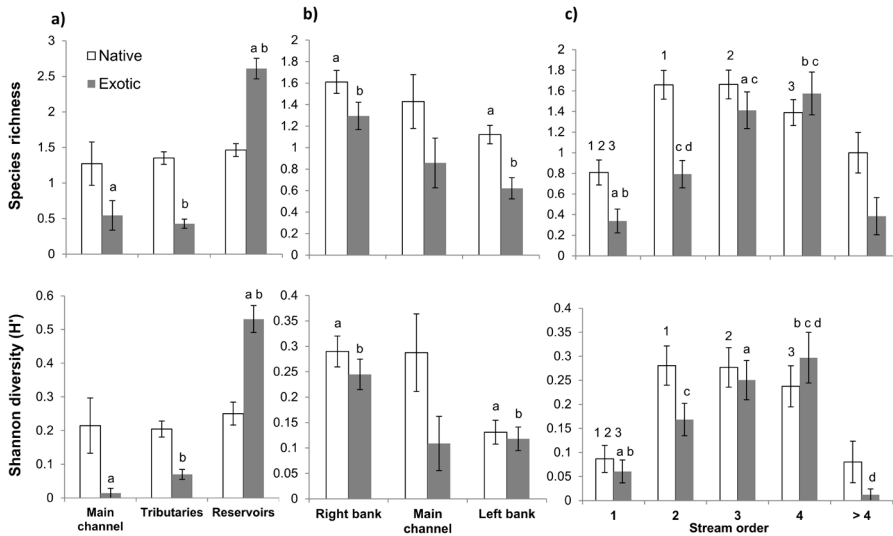 a)
b)
c)
Species richness
3
2.5
2
1.5
1
0.5
0
Native
Exotic
a
b
a b
2
1.8
1.6
1.4
1.2
1
0.8
0.6
0.4
0.2
0
a
b
a
b
2
1.8
1.6
1.4
1.2
1
0.8
0.6
0.4
0.2
0
1 2 3
a b
1
c d
2
a c
3
b c
Shannon diversity (H')
0.6
0.5
0.4
0.3
0.2
0.1
0
a
b
a b
Main channel
Tributaries
Reservoirs
0.4
0.35
0.3
0.25
0.2
0.15
0.1
0.05
0
a
b
a
b
Right bank
Main channel
Left bank
0.4
0.35
0.3
0.25
0.2
0.15
0.1
0.05
0
1 2 3
a b
1
c
2
a
3
b c d
d
1
2
3
4
> 4
Stream order